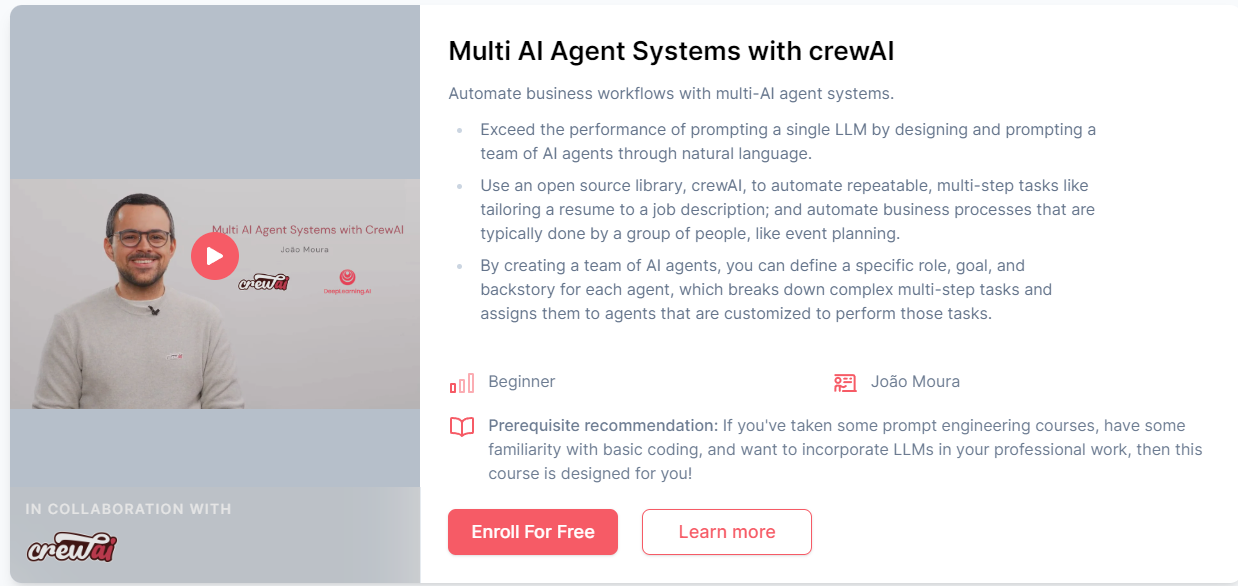 Multi AI Agent Systems with crewAI
Automate business workflows with multi-AI agent systems.
Exceed the performance of prompting a single LLM by designing and prompting a
team of AI agents through natural language.
Use an open source library, crewAI, to automate repeatable, multi-step tasks like
tailoring a resume to a job description; and automate business processes that are
typically done by a group of people, like event planning.
By creating a team of AI agents, you can define a specific role, goal, and
backstory for each agent, which breaks down complex multi-step tasks and
assigns them to agents that are customized to perform those tasks.
Beginner
João Moura
Prerequisite recommendation: If you've taken some prompt engineering courses, have some
familiarity with basic coding, and want to incorporate LLMs in your professional work, then this
course is designed for you!
Enroll For Free
Learn more
Multi AI Agent Systems with CrewAI
João Moura
crewai
DeepLearning.AI
IN COLLABORATION WITH
crewai